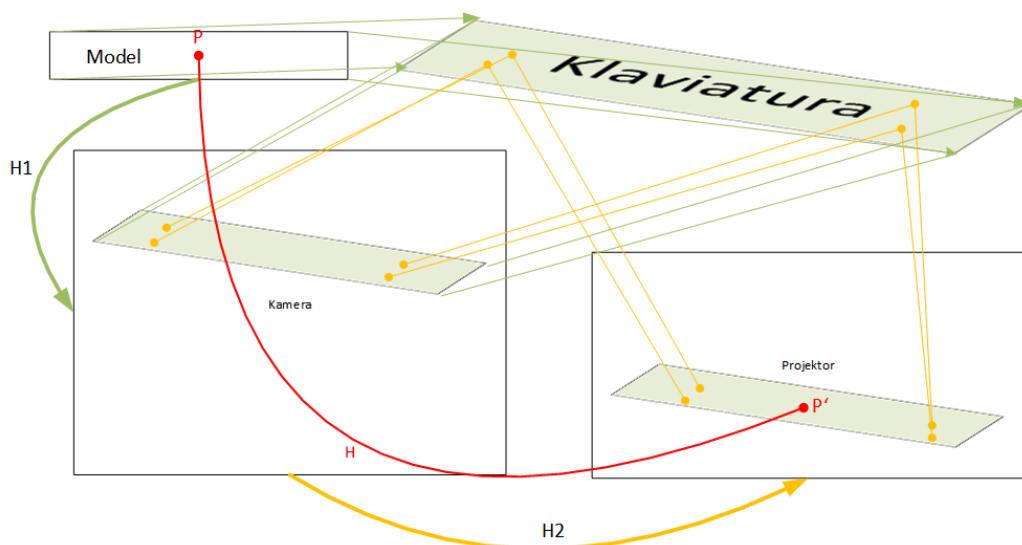 P
Model
Klaviatura
H1
Kamera
Projektor
P‘
H
H2